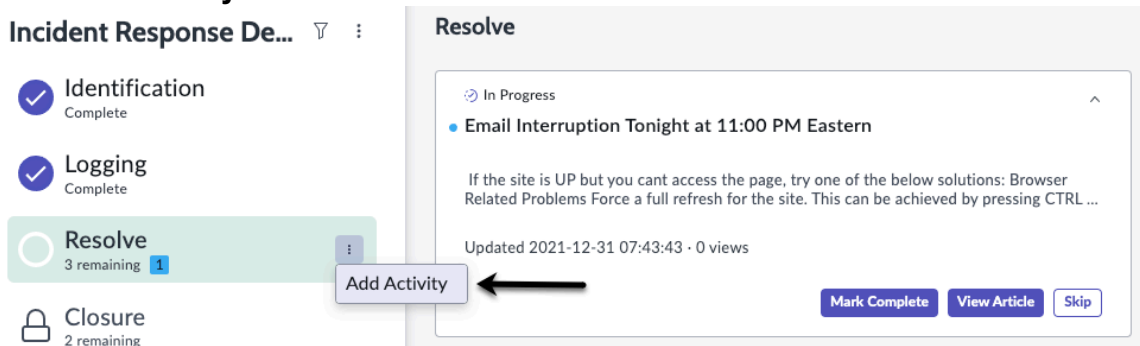 Incident Response De...
Identification
Complete
Logging
Complete
Resolve
3 remaining 1
Add Activity
Closure
2 remaining
Resolve
In Progress
Email Interruption Tonight at 11:00 PM Eastern
If the site is UP but you cant access the page, try one of the below solutions: Browser
Related Problems Force a full refresh for the site. This can be achieved by pressing CTRL ...
Updated 2021-12-31 07:43:43 · 0 views
Mark Complete View Article Skip